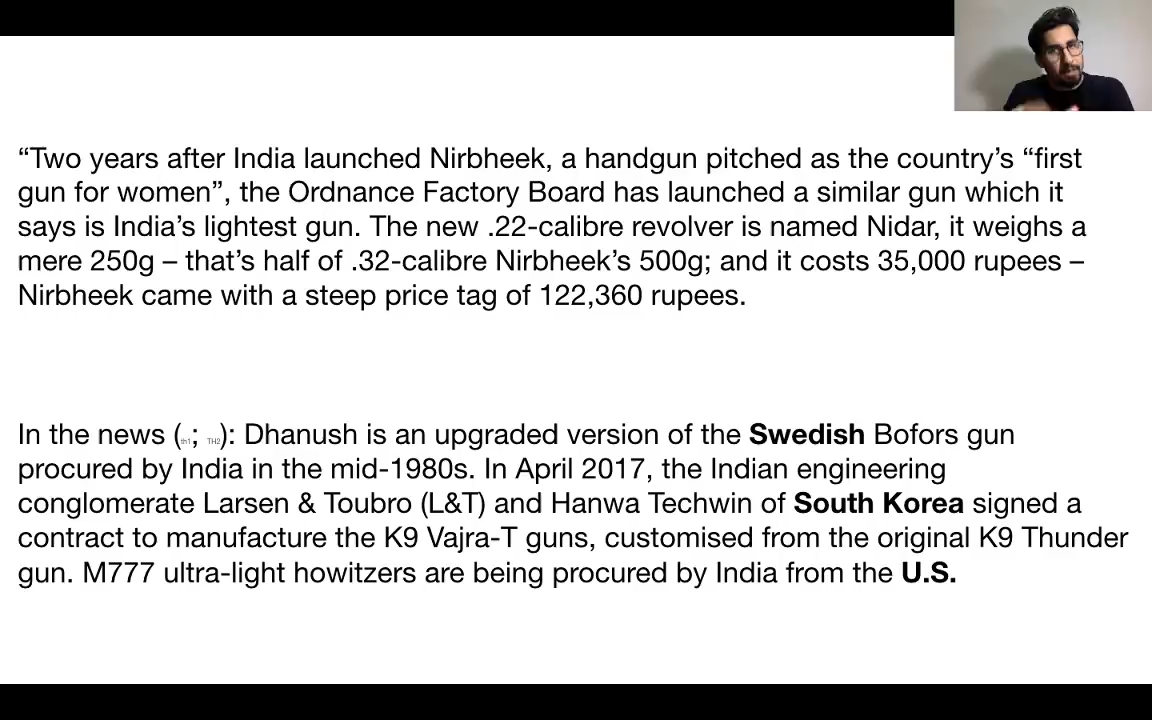 “Two years after India launched Nirbheek, a handgun pitched as the country’s “first
gun for women”, the Ordnance Factory Board has launched a similar gun which it
says is India’s lightest gun. The new .22-calibre revolver is named Nidar, it weighs a
mere 250g – that’s half of .32-calibre Nirbheek’s 500g; and it costs 35,000 rupees –
Nirbheek came with a steep price tag of 122,360 rupees.
In the news (th1; TH2): Dhanush is an upgraded version of the Swedish Bofors gun
procured by India in the mid-1980s. In April 2017, the Indian engineering
conglomerate Larsen & Toubro (L&T) and Hanwa Techwin of South Korea signed a
contract to manufacture the K9 Vajra-T guns, customised from the original K9 Thunder
gun. M777 ultra-light howitzers are being procured by India from the U.S.